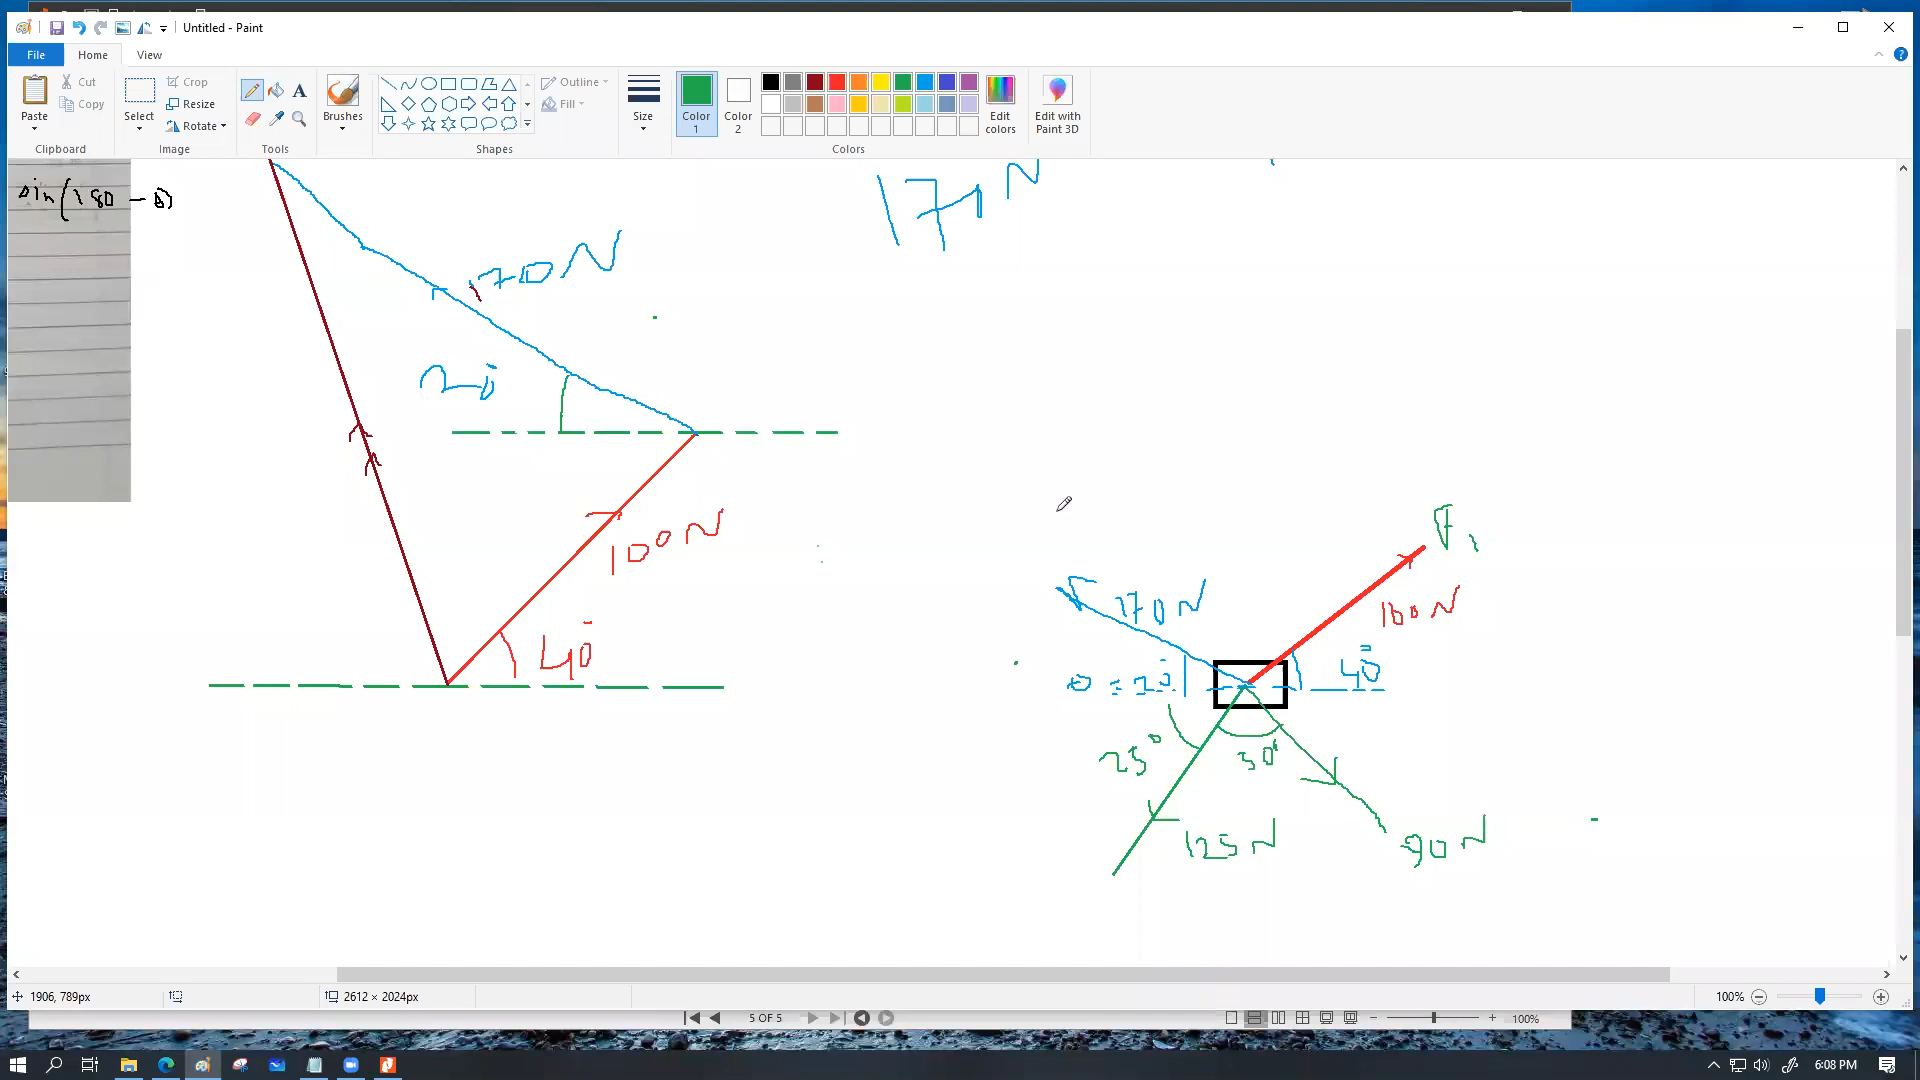 Untitled - Paint
File
Home
View
Paste
Cut
Copy
Clipboard
Select
Crop
Resize
Rotate
Image
Tools
Brushes
Shapes
Outline
Fill
Size
Color 1
Color 2
Edit colors
Edit with Paint 3D
Colors
sin(180 - θ)
171 N
170 N
20°
100 N
40°
F1
170 N
100 N
θ = 20°
40°
25°
30°
125 N
90 N
1906, 789px
2612 × 2024px
100%
5 OF 5
100%
6:08 PM